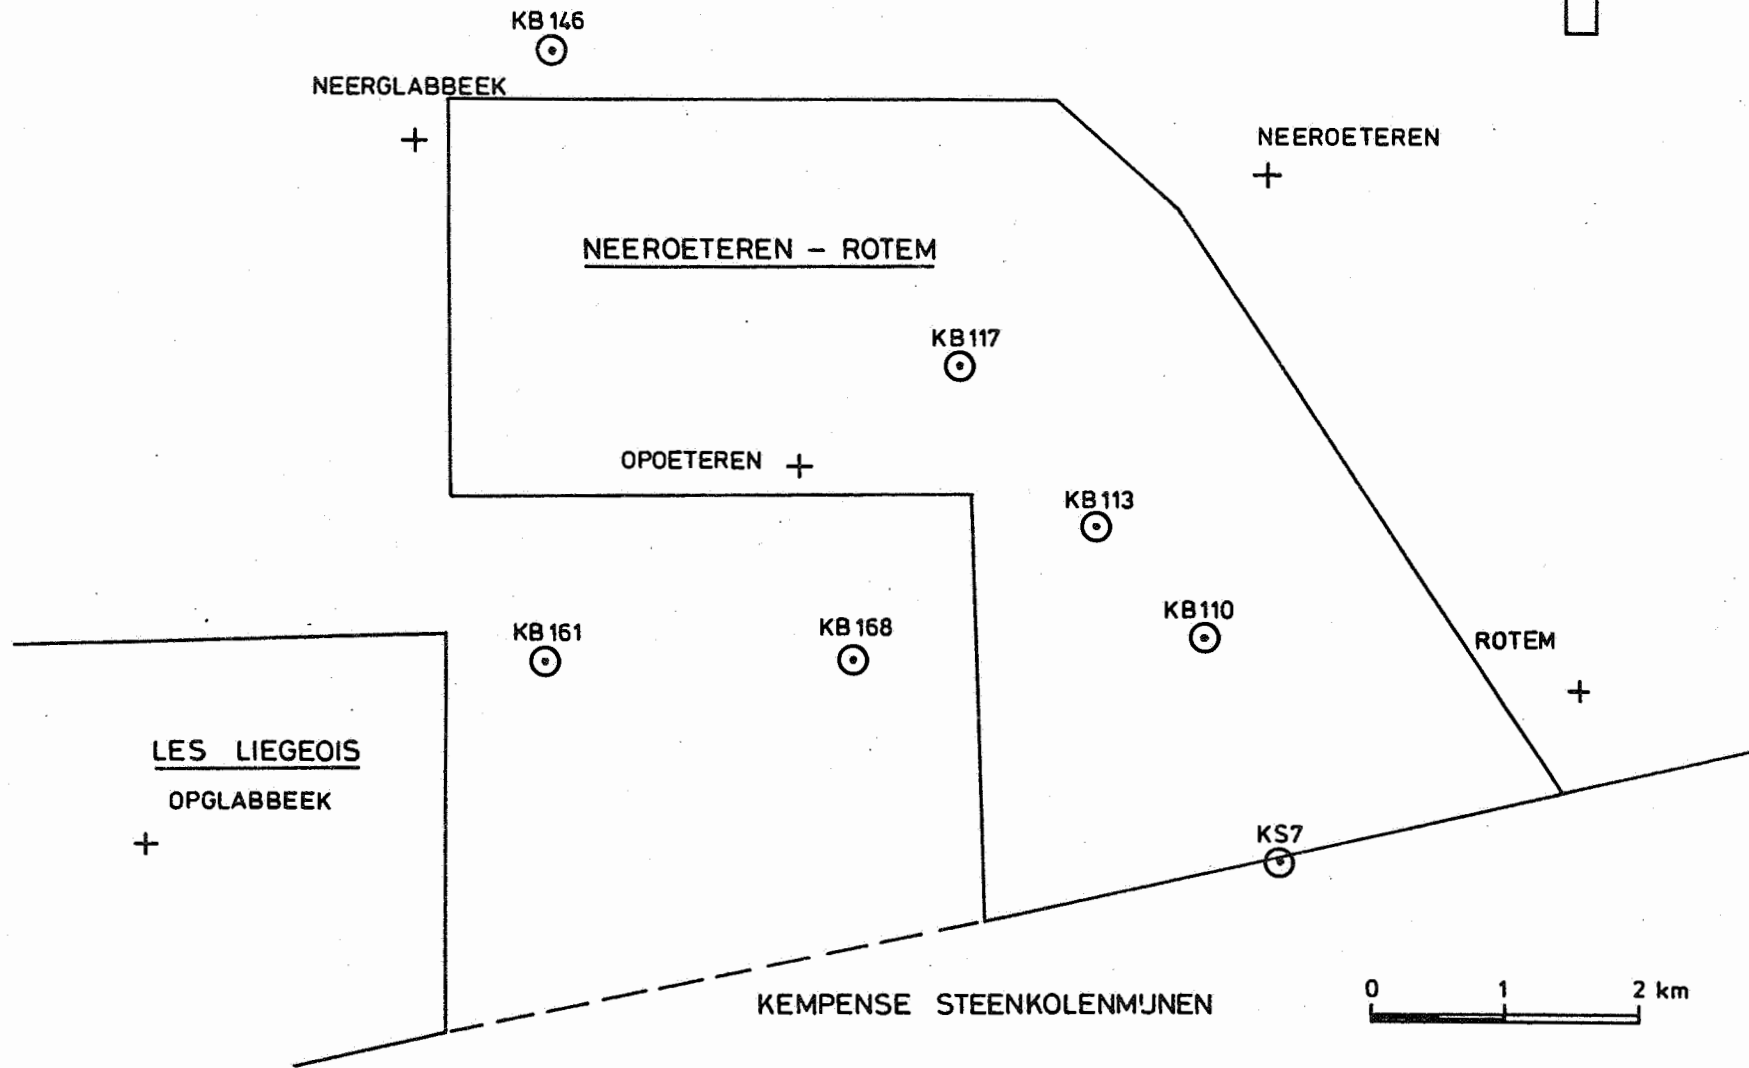 KB 146
NEERGLABBEEK
NEEROETEREN
NEEROETEREN – ROTEM
KB 117
OPOETEREN
KB 113
KB 110
KB 161
KB 168
ROTEM
LES LIEGEOIS
OPGLABBEEK
KS7
KEMPENSE STEENKOLENMIJNEN
0 1 2 km